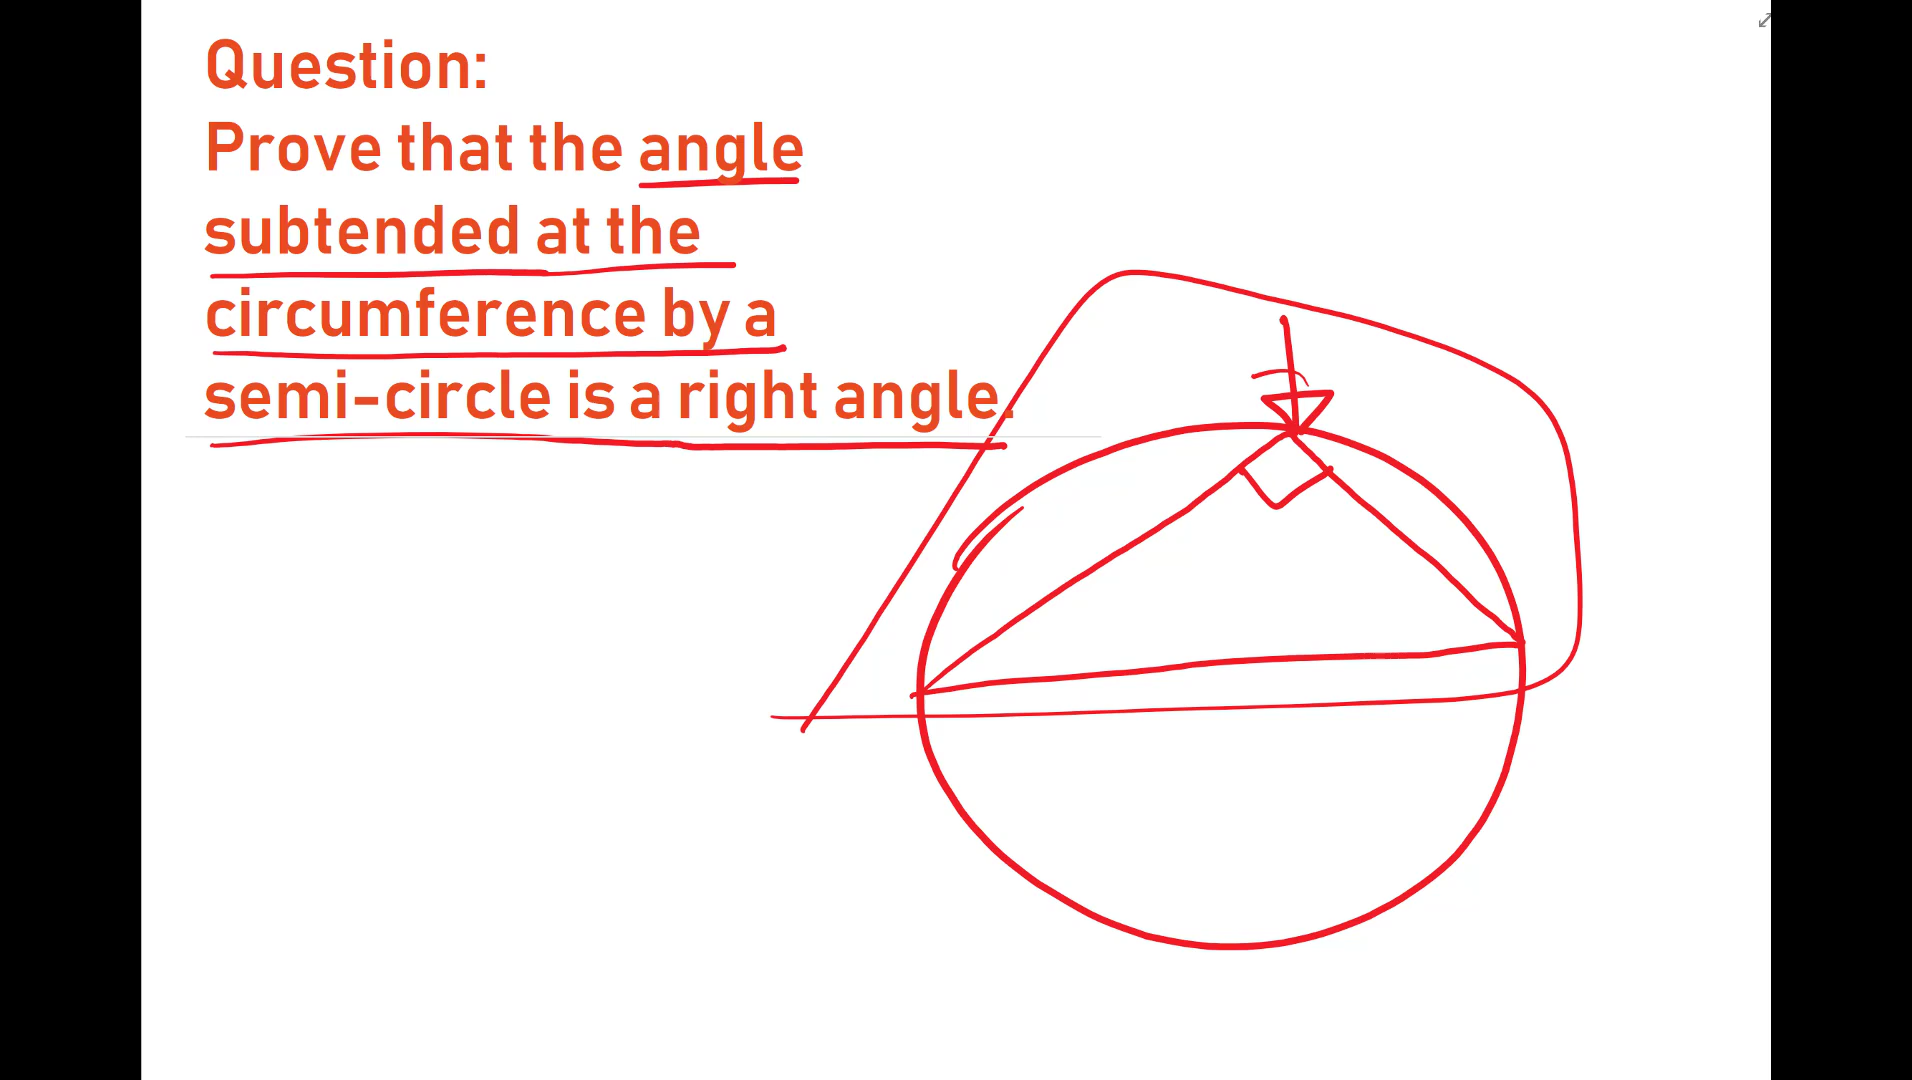 Question:
Prove that the angle
subtended at the
circumference by a
semi-circle is a right angle.